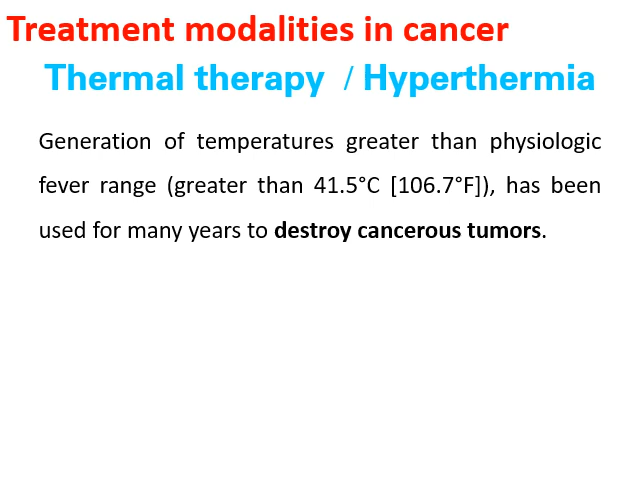 Treatment modalities in cancer
Thermal therapy / Hyperthermia
Generation of temperatures greater than physiologic
fever range (greater than 41.5°C [106.7°F]), has been
used for many years to destroy cancerous tumors.